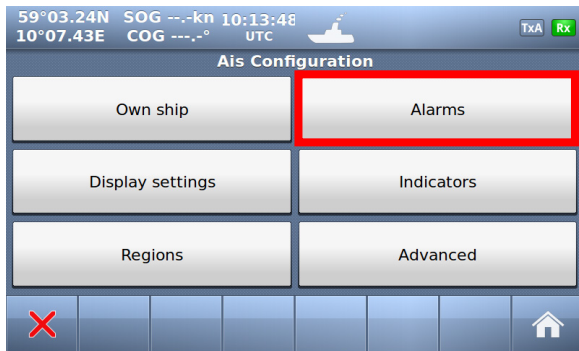 59°03.24N SOG --.-kn 10:13:48
10°07.43E COG ---.-° UTC
TxA Rx
Ais Configuration
Own ship Alarms
Display settings Indicators
Regions Advanced